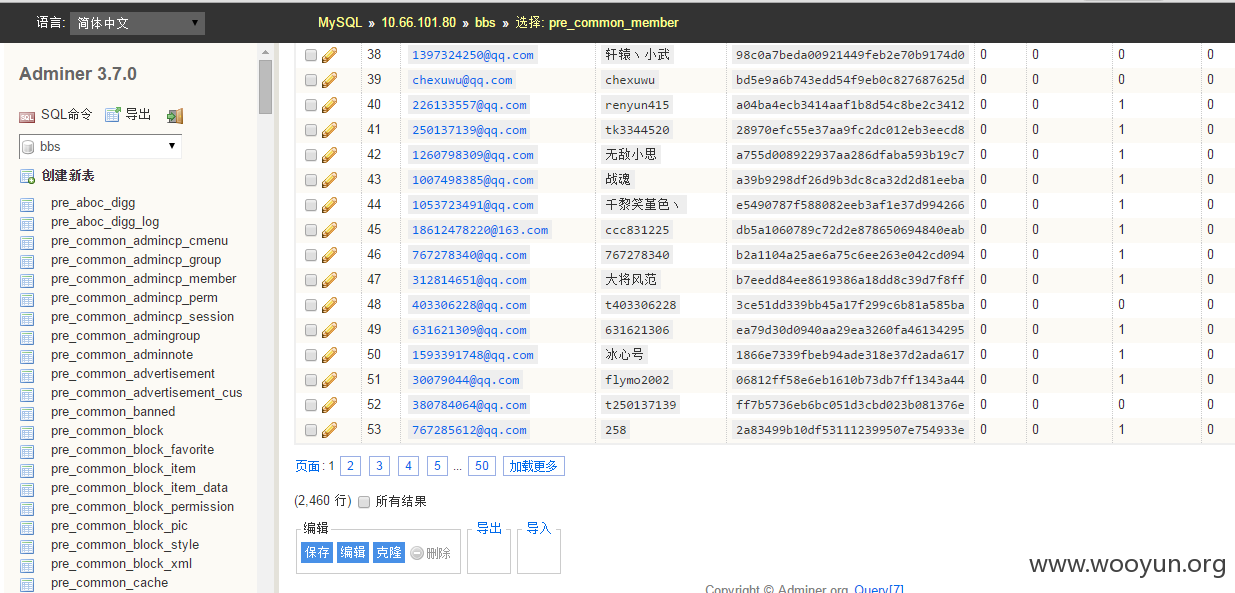 语言: 简体中文 MySQL » 10.66.101.80 » bbs » 选择: pre_common_member
Adminer 3.7.0
SQL命令 导出
bbs
创建新表
pre_aboc_digg
pre_aboc_digg_log
pre_common_admincp_cmenu
pre_common_admincp_group
pre_common_admincp_member
pre_common_admincp_perm
pre_common_admincp_session
pre_common_admingroup
pre_common_adminnote
pre_common_advertisement
pre_common_advertisement_cus
pre_common_banned
pre_common_block
pre_common_block_favorite
pre_common_block_item
pre_common_block_item_data
pre_common_block_permission
pre_common_block_pic
pre_common_block_style
pre_common_block_xml
pre_common_cache
38 1397324250@qq.com 轩辕丶小武 98c0a7beda00921449feb2e70b9174d0 0 0 0 0
39 chexuwu@qq.com chexuwu bd5e9a6b743edd54f9eb0c827687625d 0 0 0 0
40 226133557@qq.com renyun415 a04ba4ecb3414aaf1b8d54c8be2c3412 0 0 1 0
41 250137139@qq.com tk3344520 28970efc55e37aa9fc2dc012eb3eecd8 0 0 1 0
42 1260798309@qq.com 无敌小思 a755d008922937aa286dfaba593b19c7 0 0 1 0
43 1007498385@qq.com 战魂 a39b9298df26d9b3dc8ca32d2d81eeba 0 0 1 0
44 1053723491@qq.com 千黎笑堇色丶 e5490787f588082eeb3af1e37d994266 0 0 1 0
45 18612478220@163.com ccc831225 db5a1060789c72d2e878650694840eab 0 0 1 0
46 767278340@qq.com 767278340 b2a1104a25ae6a75c6ee263e042cd094 0 0 1 0
47 312814651@qq.com 大将风范 b7eedd84ee8619386a18dd8c39d7f8ff 0 0 1 0
48 403306228@qq.com t403306228 3ce51dd339bb45a17f299c6b81a585ba 0 0 0 0
49 631621309@qq.com 631621306 ea79d30d0940aa29ea3260fa46134295 0 0 1 0
50 1593391748@qq.com 冰心号 1866e7339fbeb94ade318e37d2ada617 0 0 1 0
51 30079044@qq.com flymo2002 06812ff58e6eb1610b73db7ff1343a44 0 0 1 0
52 380784064@qq.com t250137139 ff7b5736eb6bc051d3cbd023b081376e 0 0 0 0
53 767285612@qq.com 258 2a83499b10df531112399507e754933e 0 0 1 0
页面: 1 2 3 4 5 ... 50 加载更多
(2,460 行) 所有结果
编辑 导出 导入
保存 编辑 克隆 删除
www.wooyun.org
Copyright © Adminer.org Query[7]